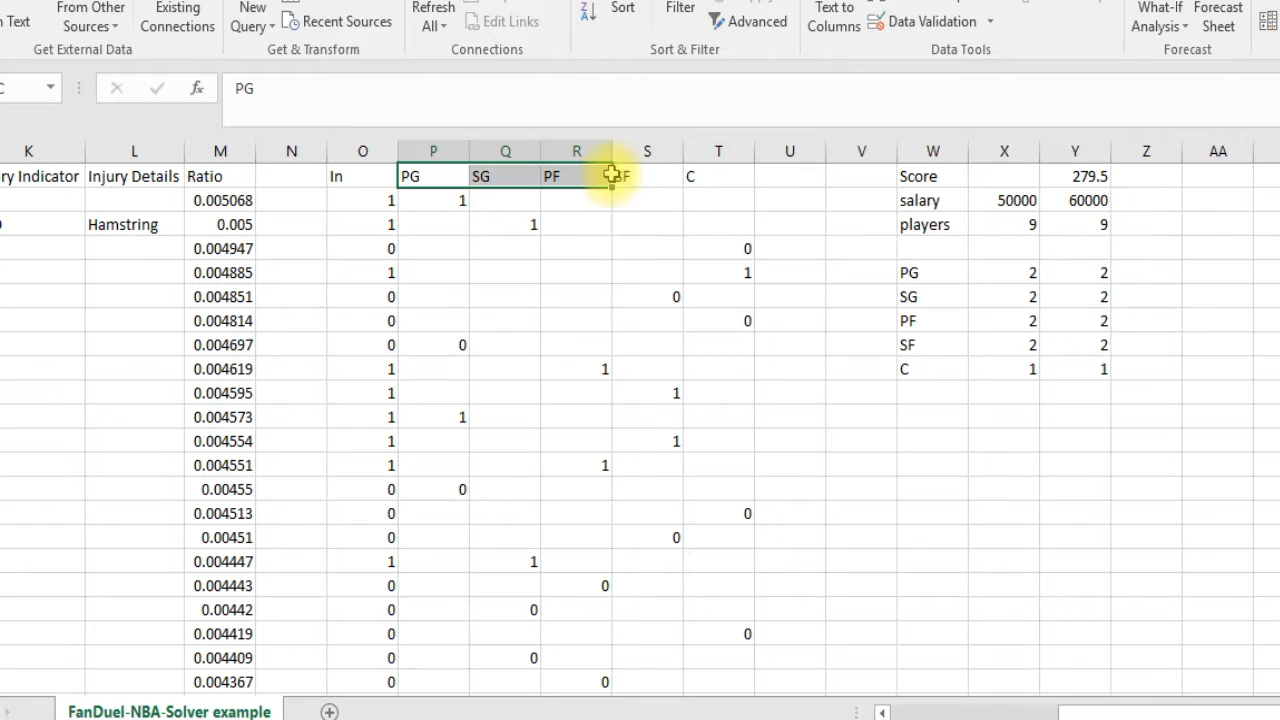 n Text
From Other Sources
Existing Connections
New Query
Recent Sources
Refresh All
Edit Links
Sort
Filter
Advanced
Text to Columns
Data Validation
What-If Analysis
Forecast Sheet
Get External Data
Get & Transform
Connections
Sort & Filter
Data Tools
Forecast
C fx PG
K L M N O P Q R S T U V W X Y Z AA
ry Indicator Injury Details Ratio In PG SG PF SF C Score 279.5
0.005068 1 1 salary 50000 60000
Hamstring 0.005 1 1 players 9 9
0.004947 0 0
0.004885 1 1 PG 2 2
0.004851 0 0 SG 2 2
0.004814 0 0 PF 2 2
0.004697 0 0 SF 2 2
0.004619 1 1 C 1 1
0.004595 1 1
0.004573 1 1
0.004554 1 1
0.004551 1 1
0.00455 0 0
0.004513 0 0
0.00451 0 0
0.004447 1 1
0.004443 0 0
0.00442 0 0
0.004419 0 0
0.004409 0 0
0.004367 0 0
FanDuel-NBA-Solver example